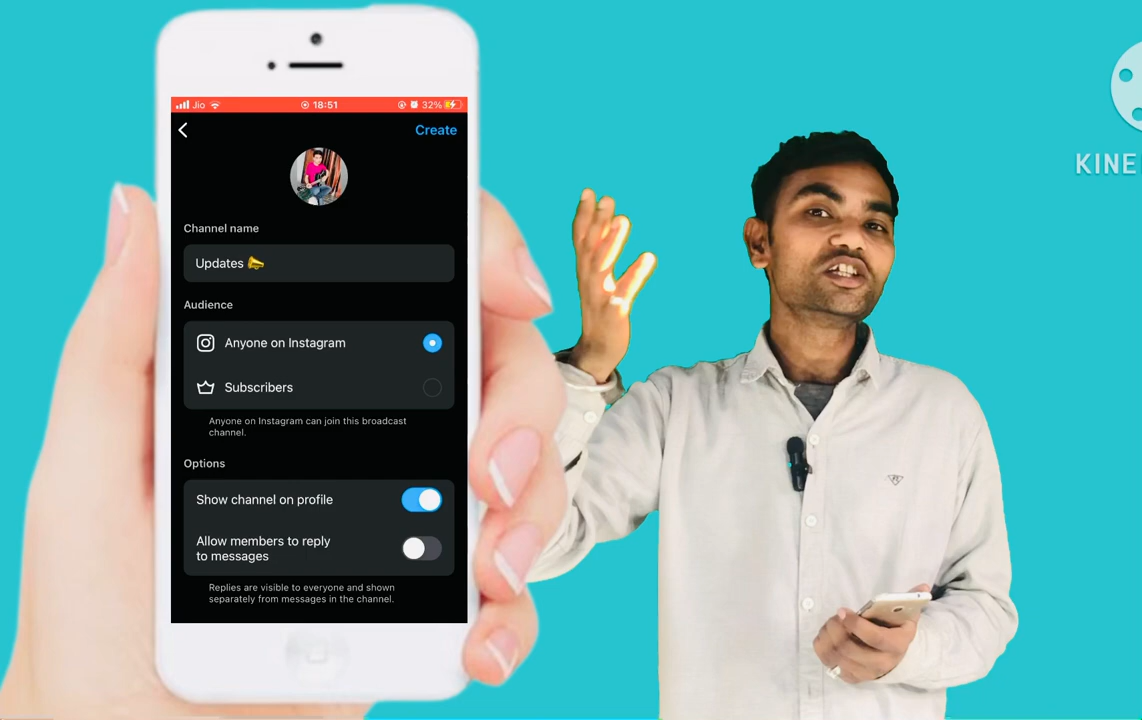 Jio 18:51 32%
Create
Channel name
Updates 📣
Audience
Anyone on Instagram
Subscribers
Anyone on Instagram can join this broadcast
channel.
Options
Show channel on profile
Allow members to reply
to messages
Replies are visible to everyone and shown
separately from messages in the channel.
KINE